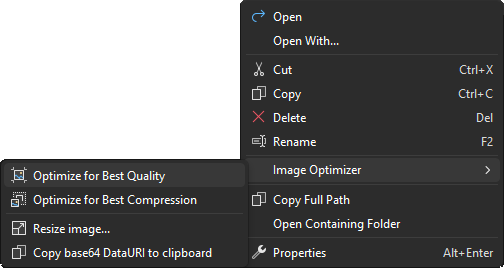 Open
Open With...
Cut Ctrl+X
Copy Ctrl+C
Delete Del
Rename F2
Image Optimizer
Copy Full Path
Open Containing Folder
Properties Alt+Enter
Optimize for Best Quality
Optimize for Best Compression
Resize image...
Copy base64 DataURI to clipboard